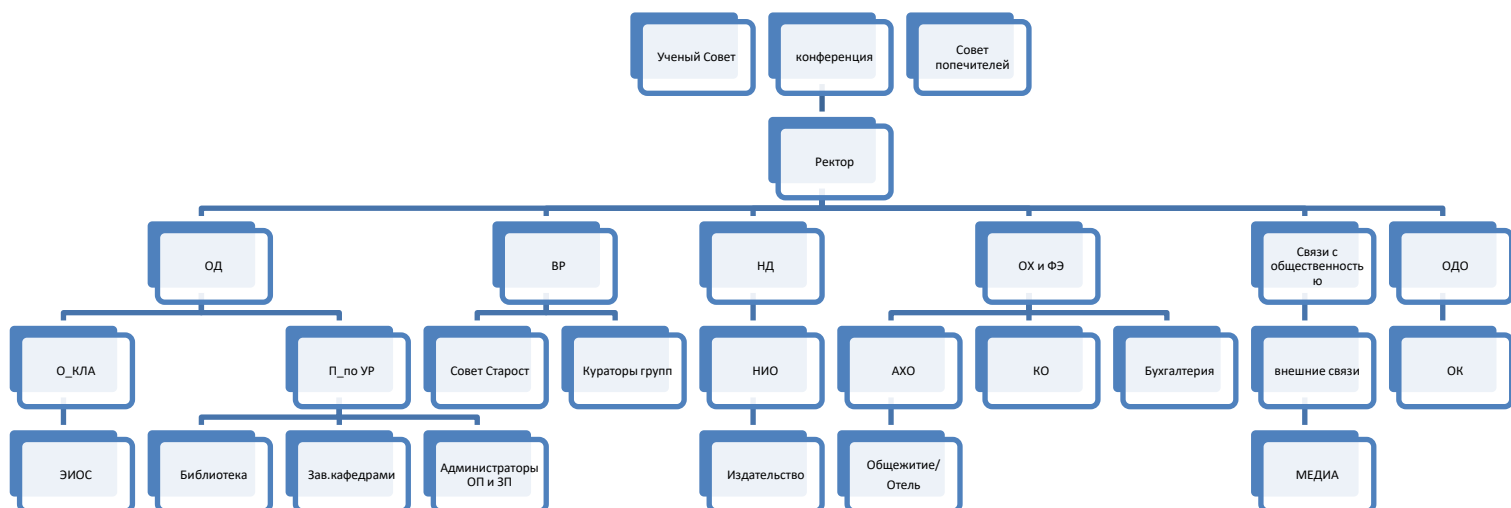 Ученый Совет
конференция
Совет
попечителей
Ректор
ОД
ВР
НД
ОХ и ФЭ
Связи с
общественность
ю
ОДО
О_КЛА
П_по УР
Совет Старост
Кураторы групп
НИО
АХО
КО
Бухгалтерия
внешние связи
ОК
ЭИОС
Библиотека
Зав.кафедрами
Администраторы
ОП и ЗП
Издательство
Общежитие/
Отель
МЕДИА